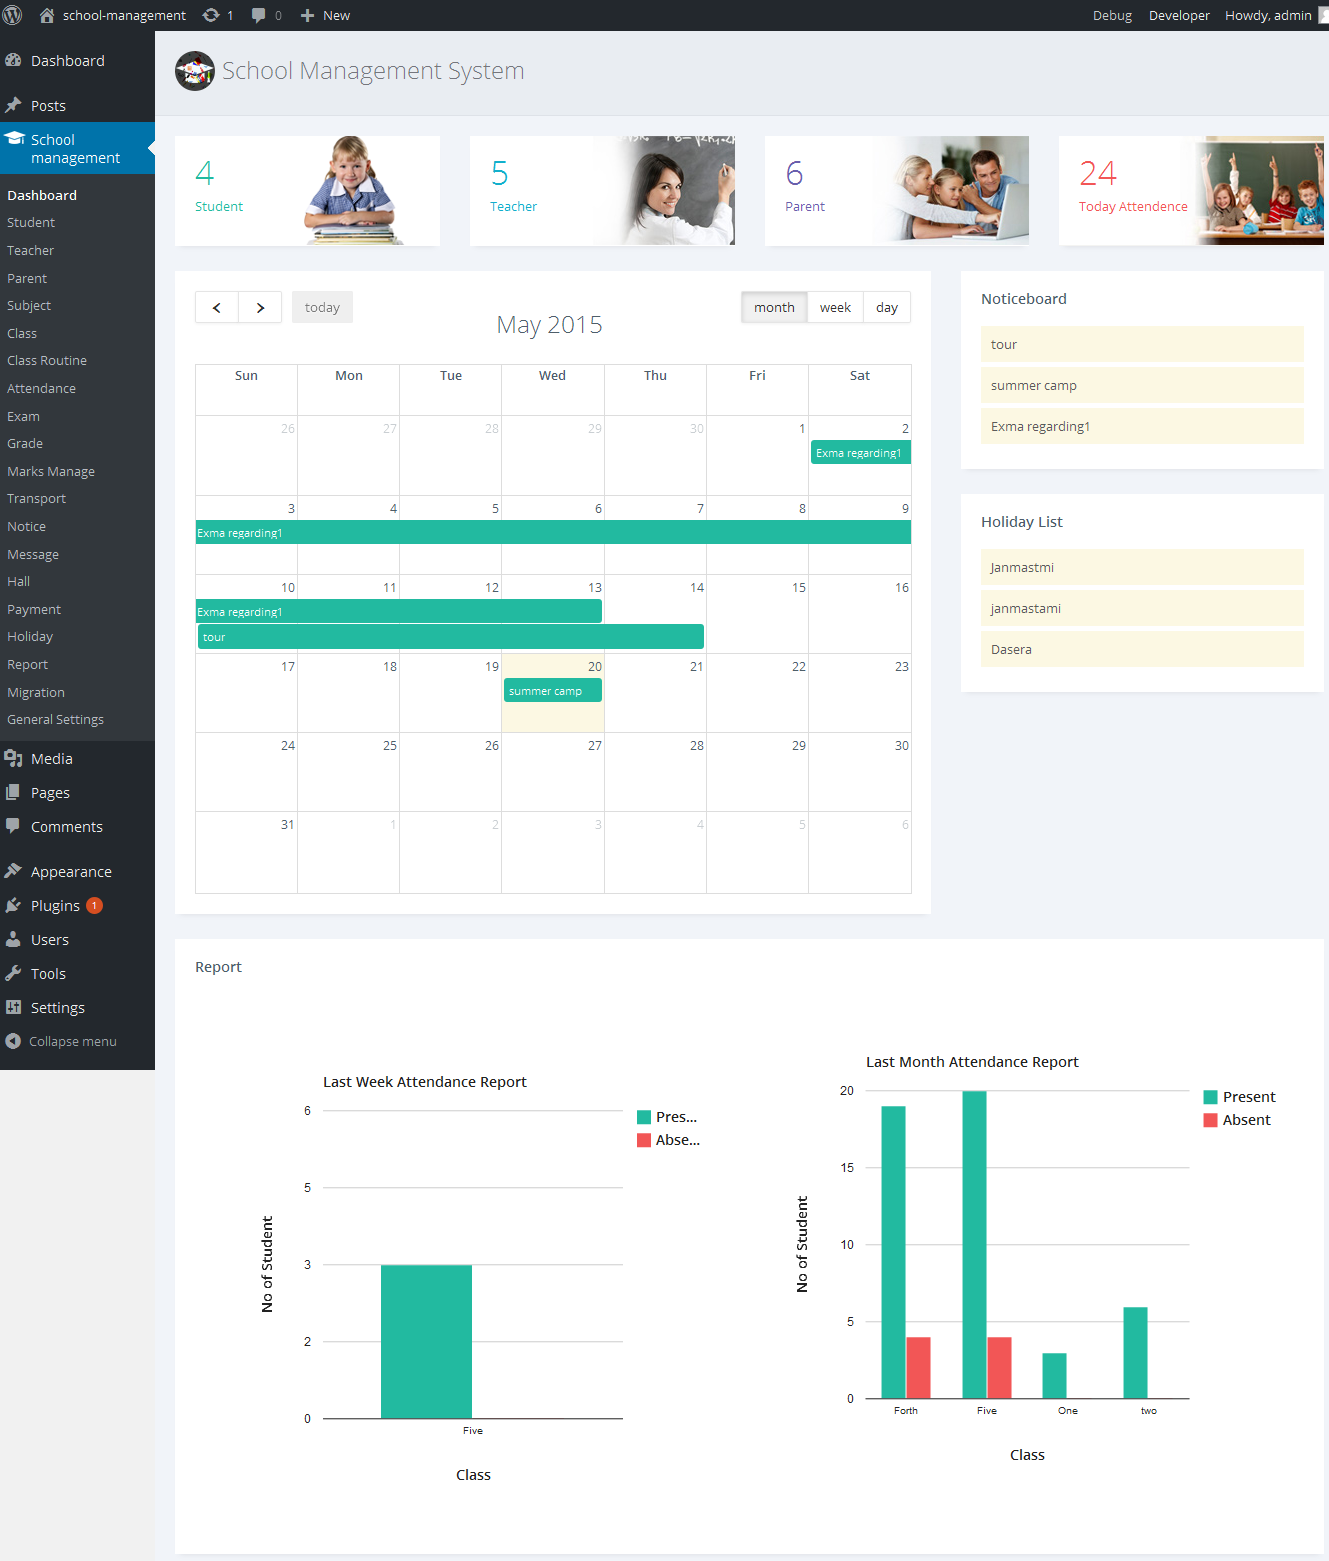 school-management 1 0 New Debug Developer Howdy, admin
Dashboard
Posts
School
management
Dashboard
Student
Teacher
Parent
Subject
Class
Class Routine
Attendance
Exam
Grade
Marks Manage
Transport
Notice
Message
Hall
Payment
Holiday
Report
Migration
General Settings
Media
Pages
Comments
Appearance
Plugins 1
Users
Tools
Settings
Collapse menu
School Management System
4
Student
5
Teacher
6
Parent
24
Today Attendence
today
month week day
May 2015
Sun Mon Tue Wed Thu Fri Sat
26 27 28 29 30 1 2
Exma regarding1
3 4 5 6 7 8 9
Exma regarding1
10 11 12 13 14 15 16
Exma regarding1
tour
17 18 19 20 21 22 23
summer camp
24 25 26 27 28 29 30
31 1 2 3 4 5 6
Noticeboard
tour
summer camp
Exma regarding1
Holiday List
Janmastmi
janmastami
Dasera
Report
Last Week Attendance Report
6
5
3
2
0
No of Student
Five
Class
Pres...
Abse...
Last Month Attendance Report
20
15
10
5
0
No of Student
Forth Five One two
Class
Present
Absent